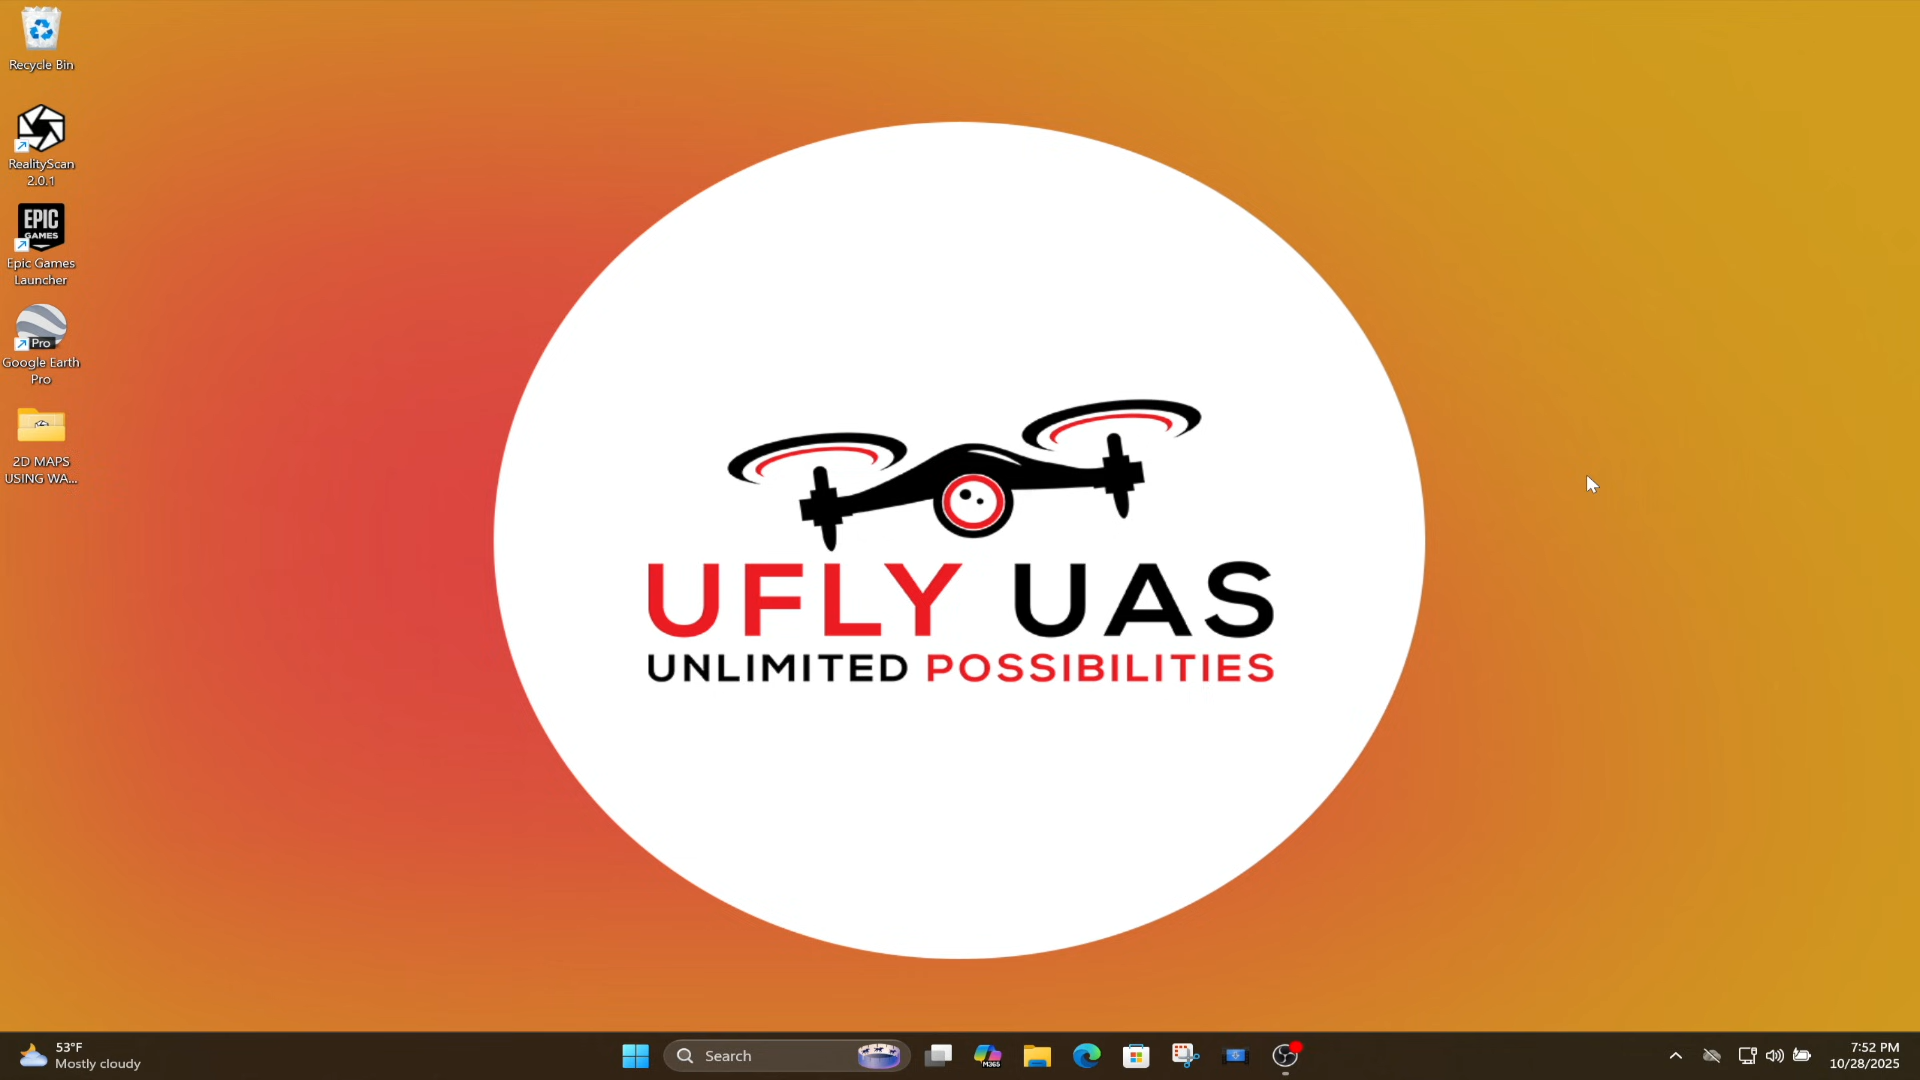 Recycle Bin
RealityScan
2.0.1
EPIC
GAMES
Epic Games
Launcher
Pro
Google Earth
Pro
2D MAPS
USING WA...
UFLY UAS
UNLIMITED POSSIBILITIES
53°F
Mostly cloudy
Search
M365
7:52 PM
10/28/2025